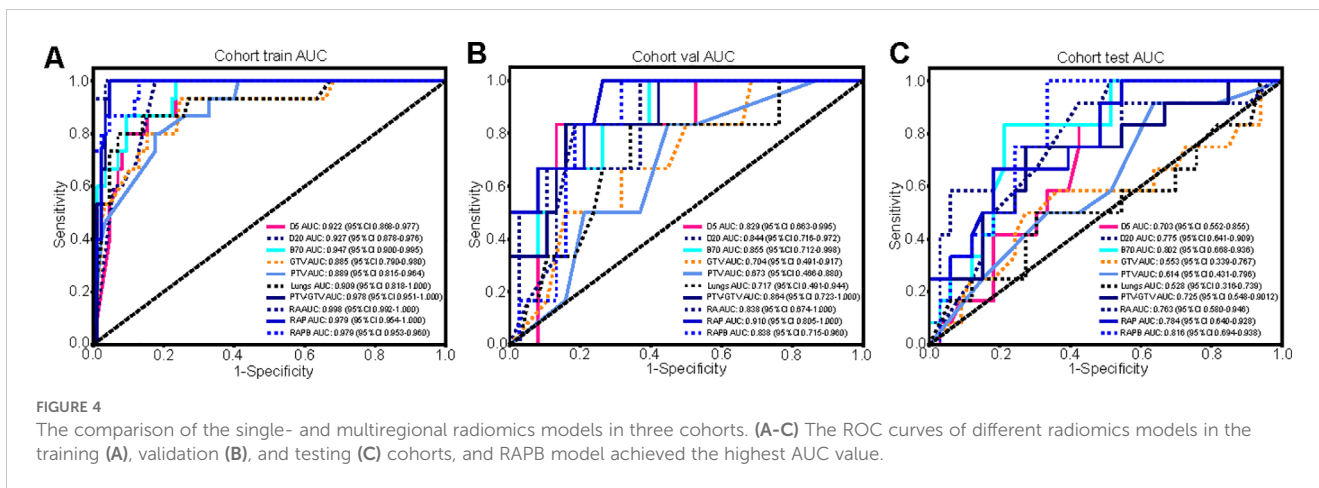 A
Cohort train AUC
1.0
0.8
0.6
0.4
0.2
0.0
Sensitivity
D5 AUC: 0.922 (95%CI 0.868-0.977)
D20 AUC: 0.927 (95%CI 0.878-0.976)
B70 AUC: 0.947 (95%CI 0.900-0.995)
GTV AUC: 0.885 (95%CI 0.790-0.980)
PTV AUC: 0.889 (95%CI 0.815-0.964)
Lungs AUC: 0.909 (95%CI 0.818-1.000)
PTV-GTV AUC: 0.978 (95%CI 0.951-1.000)
RA AUC: 0.998 (95%CI 0.992-1.000)
RAP AUC: 0.979 (95%CI 0.954-1.000)
RAPB AUC: 0.979 (95%CI 0.953-0.960)
0.0 0.2 0.4 0.6 0.8 1.0
1-Specificity
B
Cohort val AUC
1.0
0.8
0.6
0.4
0.2
0.0
Sensitivity
D5 AUC: 0.829 (95%CI 0.663-0.995)
D20 AUC: 0.844 (95%CI 0.716-0.972)
B70 AUC: 0.855 (95%CI 0.712-0.998)
GTV AUC: 0.704 (95%CI 0.491-0.917)
PTV AUC: 0.673 (95%CI 0.466-0.880)
Lungs AUC: 0.717 (95%CI 0.491-0.944)
PTV-GTV AUC: 0.864 (95%CI 0.723-1.000)
RA AUC: 0.838 (95%CI 0.674-1.000)
RAP AUC: 0.910 (95%CI 0.805-1.000)
RAPB AUC: 0.838 (95%CI 0.715-0.960)
0.0 0.2 0.4 0.6 0.8 1.0
1-Specificity
C
Cohort test AUC
1.0
0.8
0.6
0.4
0.2
0.0
Sensitivity
D5 AUC: 0.703 (95%CI 0.552-0.855)
D20 AUC: 0.775 (95%CI 0.641-0.909)
B70 AUC: 0.802 (95%CI 0.668-0.936)
GTV AUC: 0.553 (95%CI 0.339-0.767)
PTV AUC: 0.614 (95%CI 0.431-0.796)
Lungs AUC: 0.528 (95%CI 0.316-0.739)
PTV-GTV AUC: 0.725 (95%CI 0.548-0.9012)
RA AUC: 0.763 (95%CI 0.580-0.946)
RAP AUC: 0.784 (95%CI 0.640-0.928)
RAPB AUC: 0.816 (95%CI 0.694-0.938)
0.0 0.2 0.4 0.6 0.8 1.0
1-Specificity
FIGURE 4
The comparison of the single- and multiregional radiomics models in three cohorts. (A-C) The ROC curves of different radiomics models in the
training (A), validation (B), and testing (C) cohorts, and RAPB model achieved the highest AUC value.